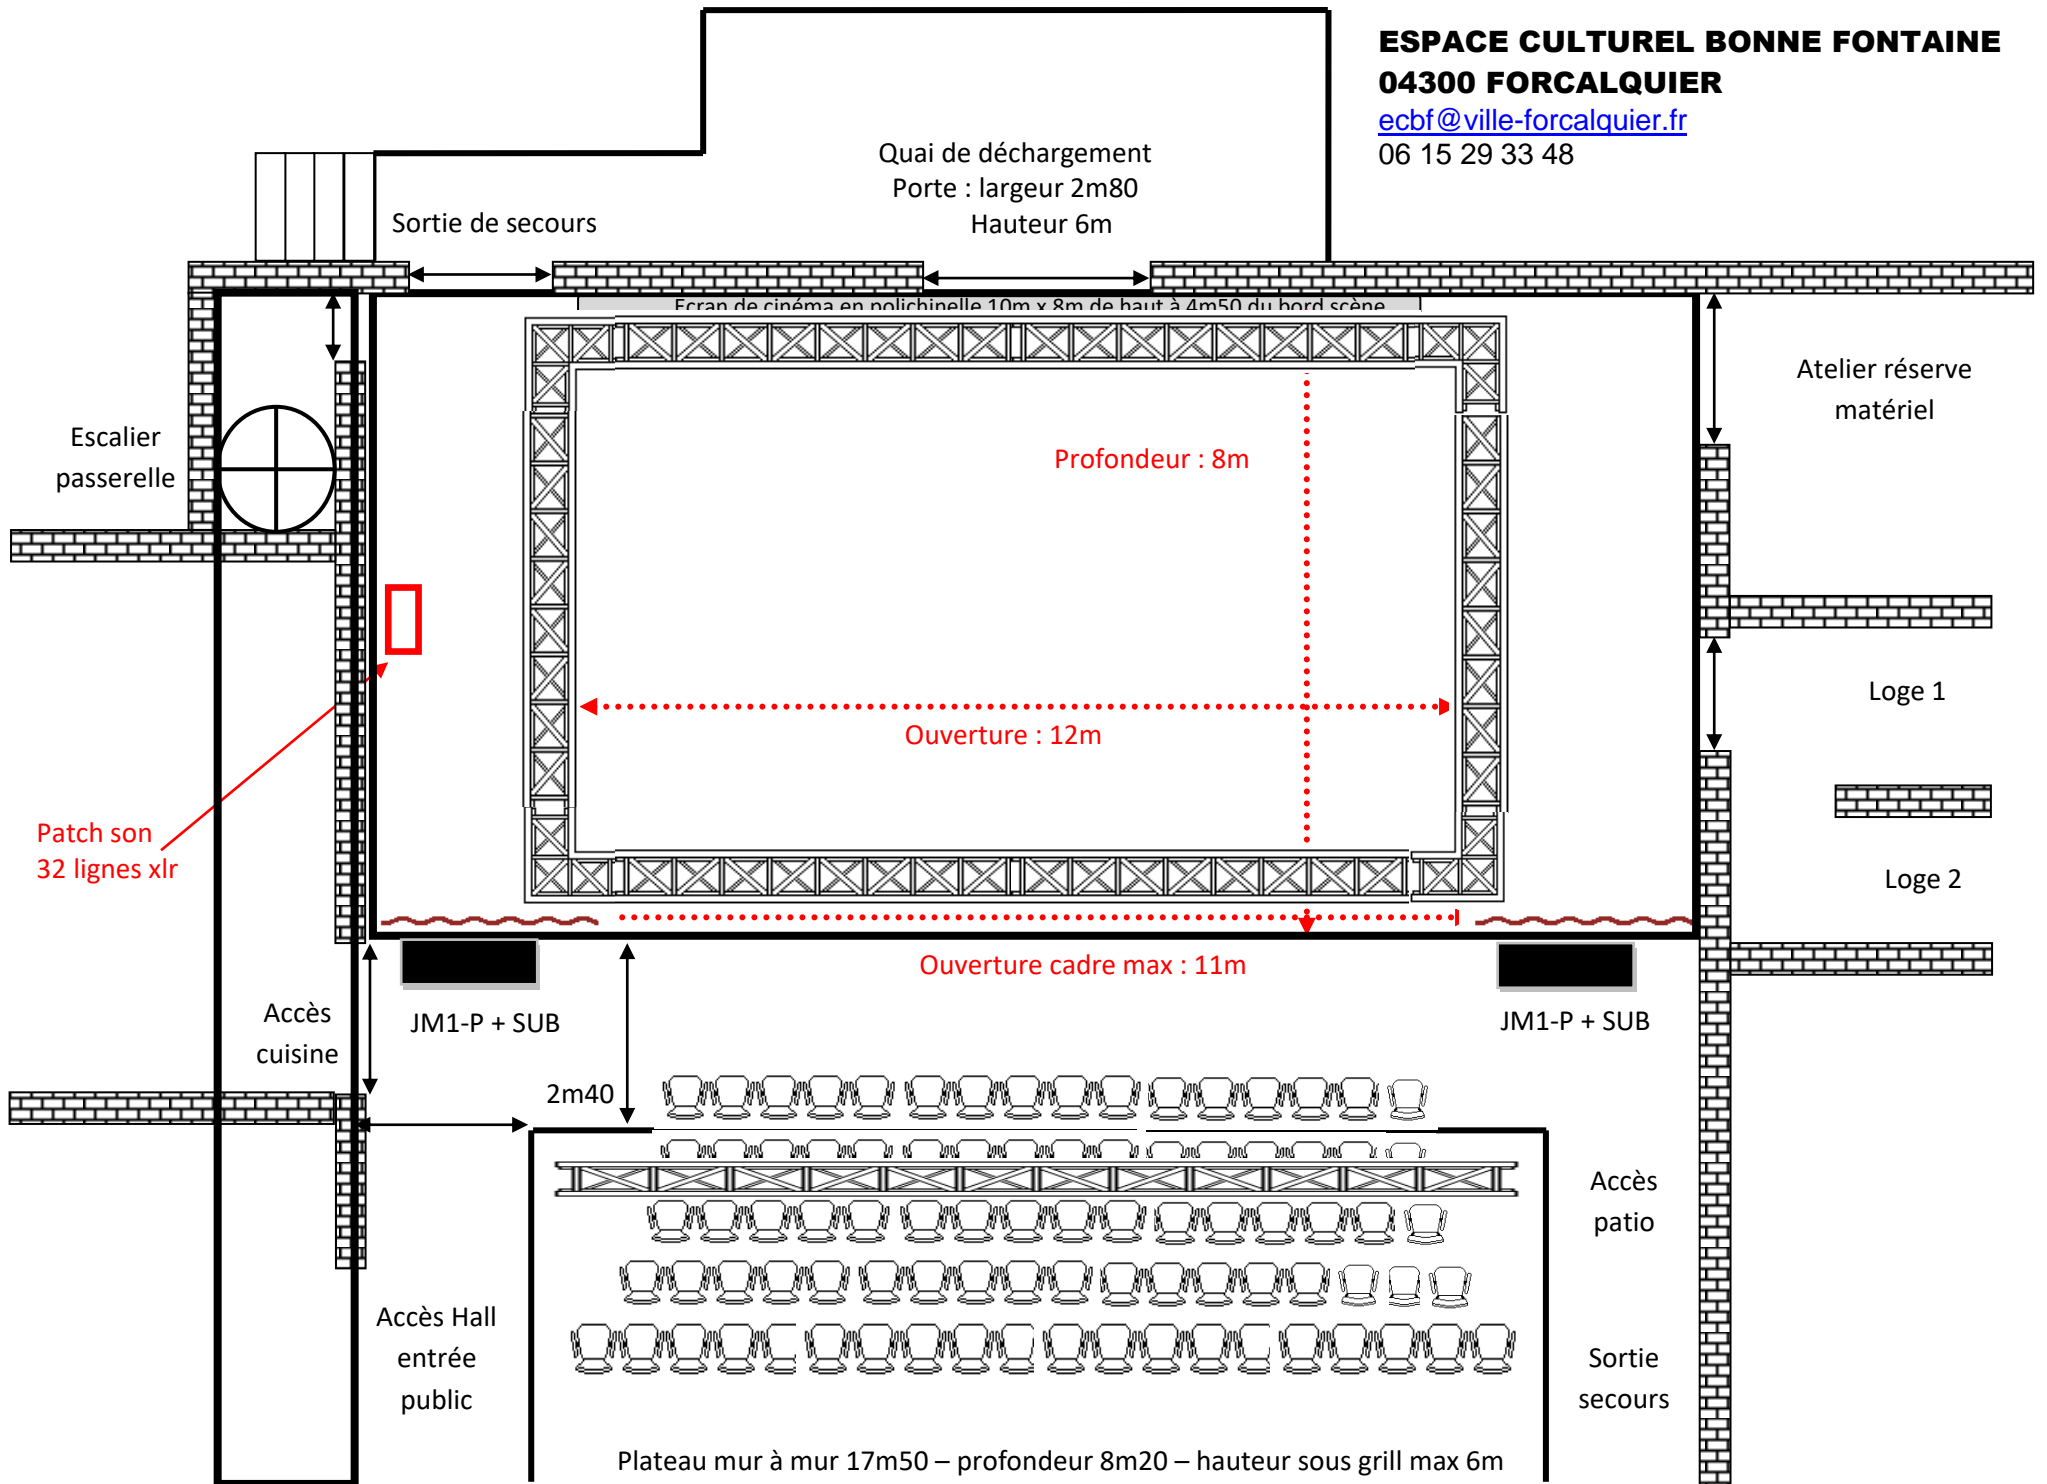 ESPACE CULTUREL BONNE FONTAINE
04300 FORCALQUIER
ecbf@ville-forcalquier.fr
06 15 29 33 48
Quai de déchargement
Porte : largeur 2m80
Hauteur 6m
Sortie de secours
Ecran de cinéma en polichinelle 10m x 8m de haut à 4m50 du bord scène
Atelier réserve
matériel
Escalier
passerelle
Profondeur : 8m
Loge 1
Ouverture : 12m
Patch son
32 lignes xlr
Loge 2
Ouverture cadre max : 11m
Accès
cuisine
JM1-P + SUB
JM1-P + SUB
2m40
Accès
patio
Accès Hall
entrée
public
Sortie
secours
Plateau mur à mur 17m50 – profondeur 8m20 – hauteur sous grill max 6m